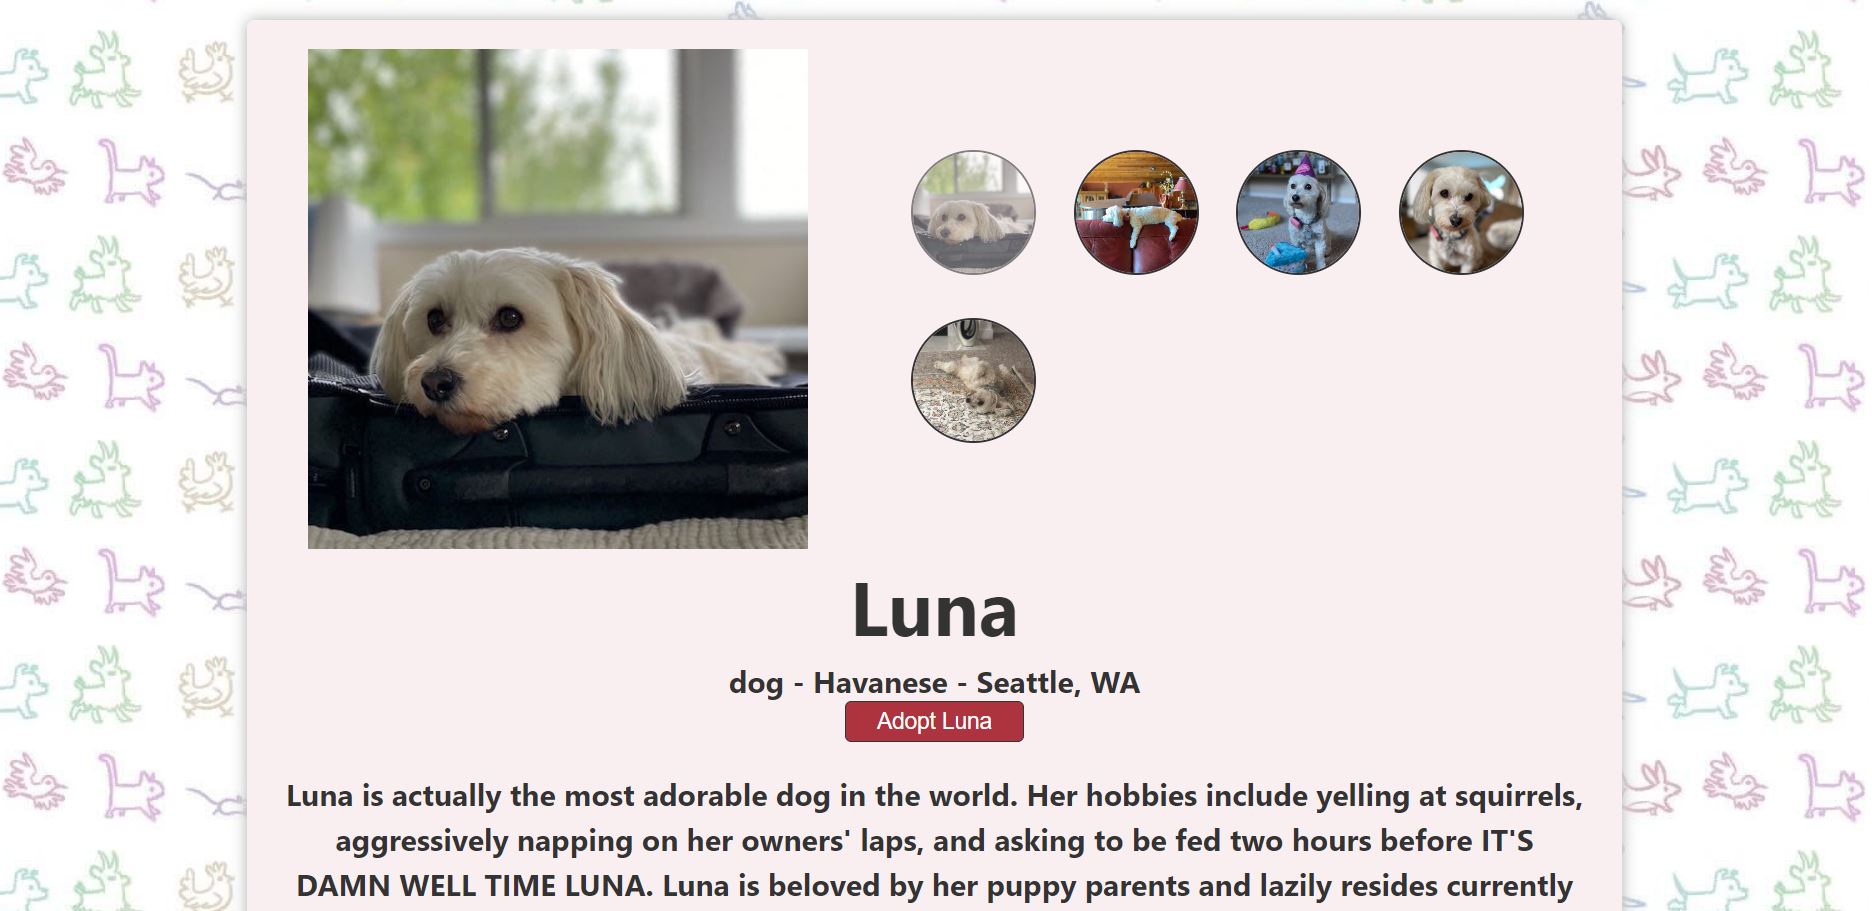 Luna
dog - Havanese - Seattle, WA
Adopt Luna
Luna is actually the most adorable dog in the world. Her hobbies include yelling at squirrels,
aggressively napping on her owners' laps, and asking to be fed two hours before IT'S
DAMN WELL TIME LUNA. Luna is beloved by her puppy parents and lazily resides currently